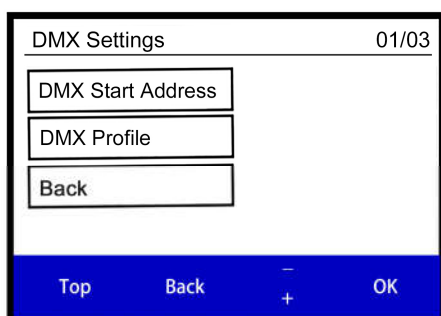 DMX Settings 01/03
DMX Start Address
DMX Profile
Back
Top Back − + OK